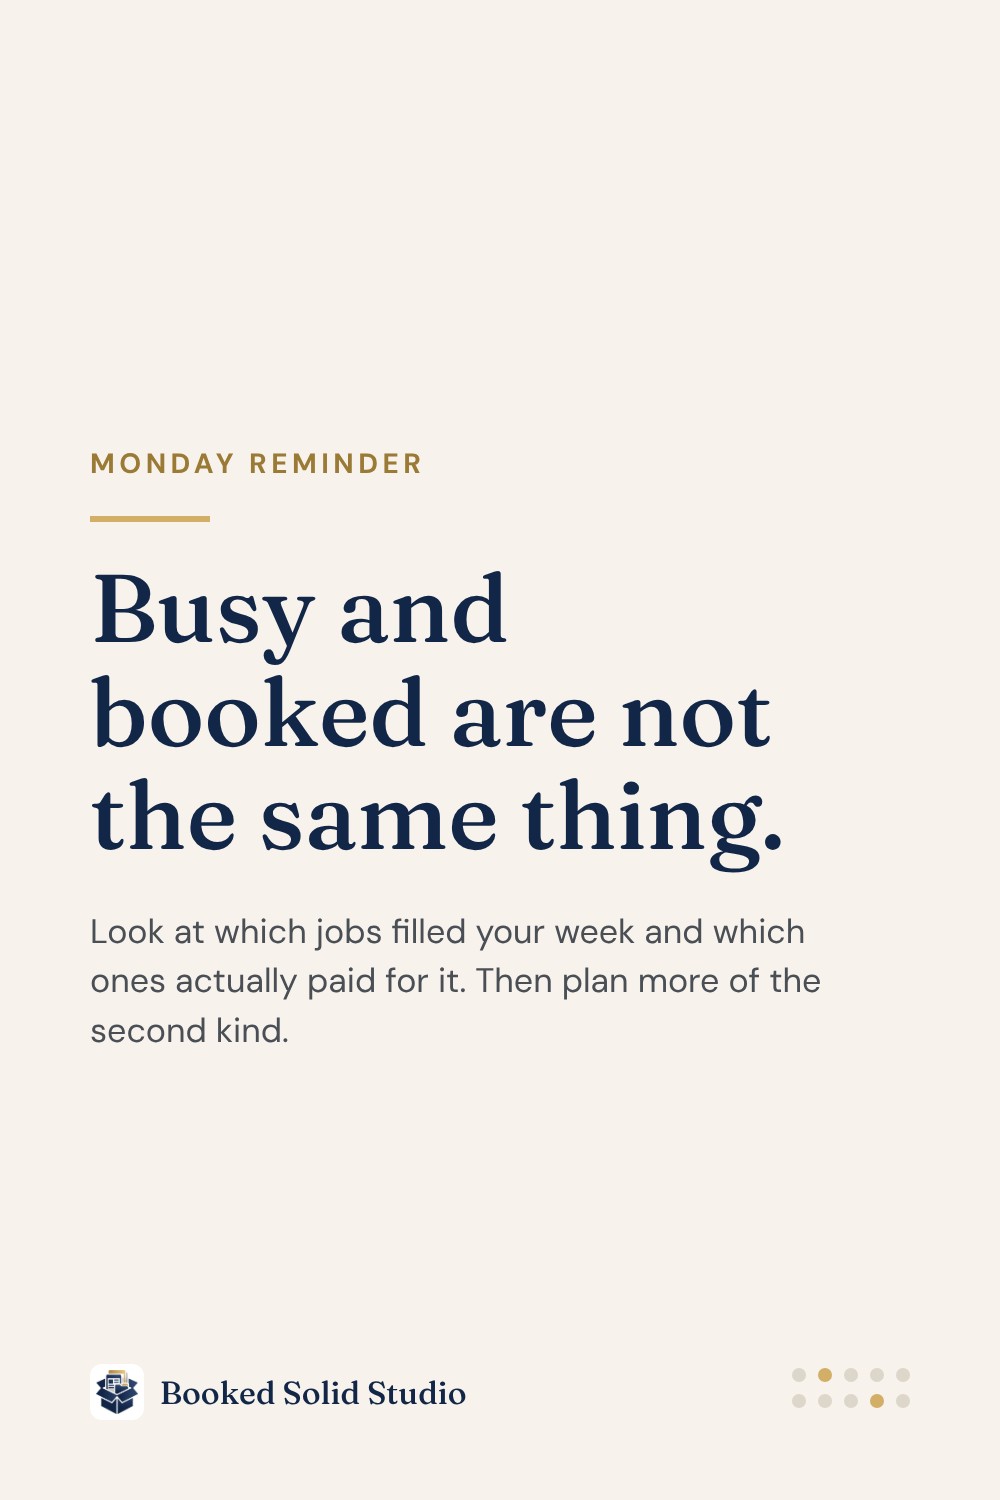 MONDAY REMINDER
Busy and
booked are not
the same thing.
Look at which jobs filled your week and which
ones actually paid for it. Then plan more of the
second kind.
Booked Solid Studio